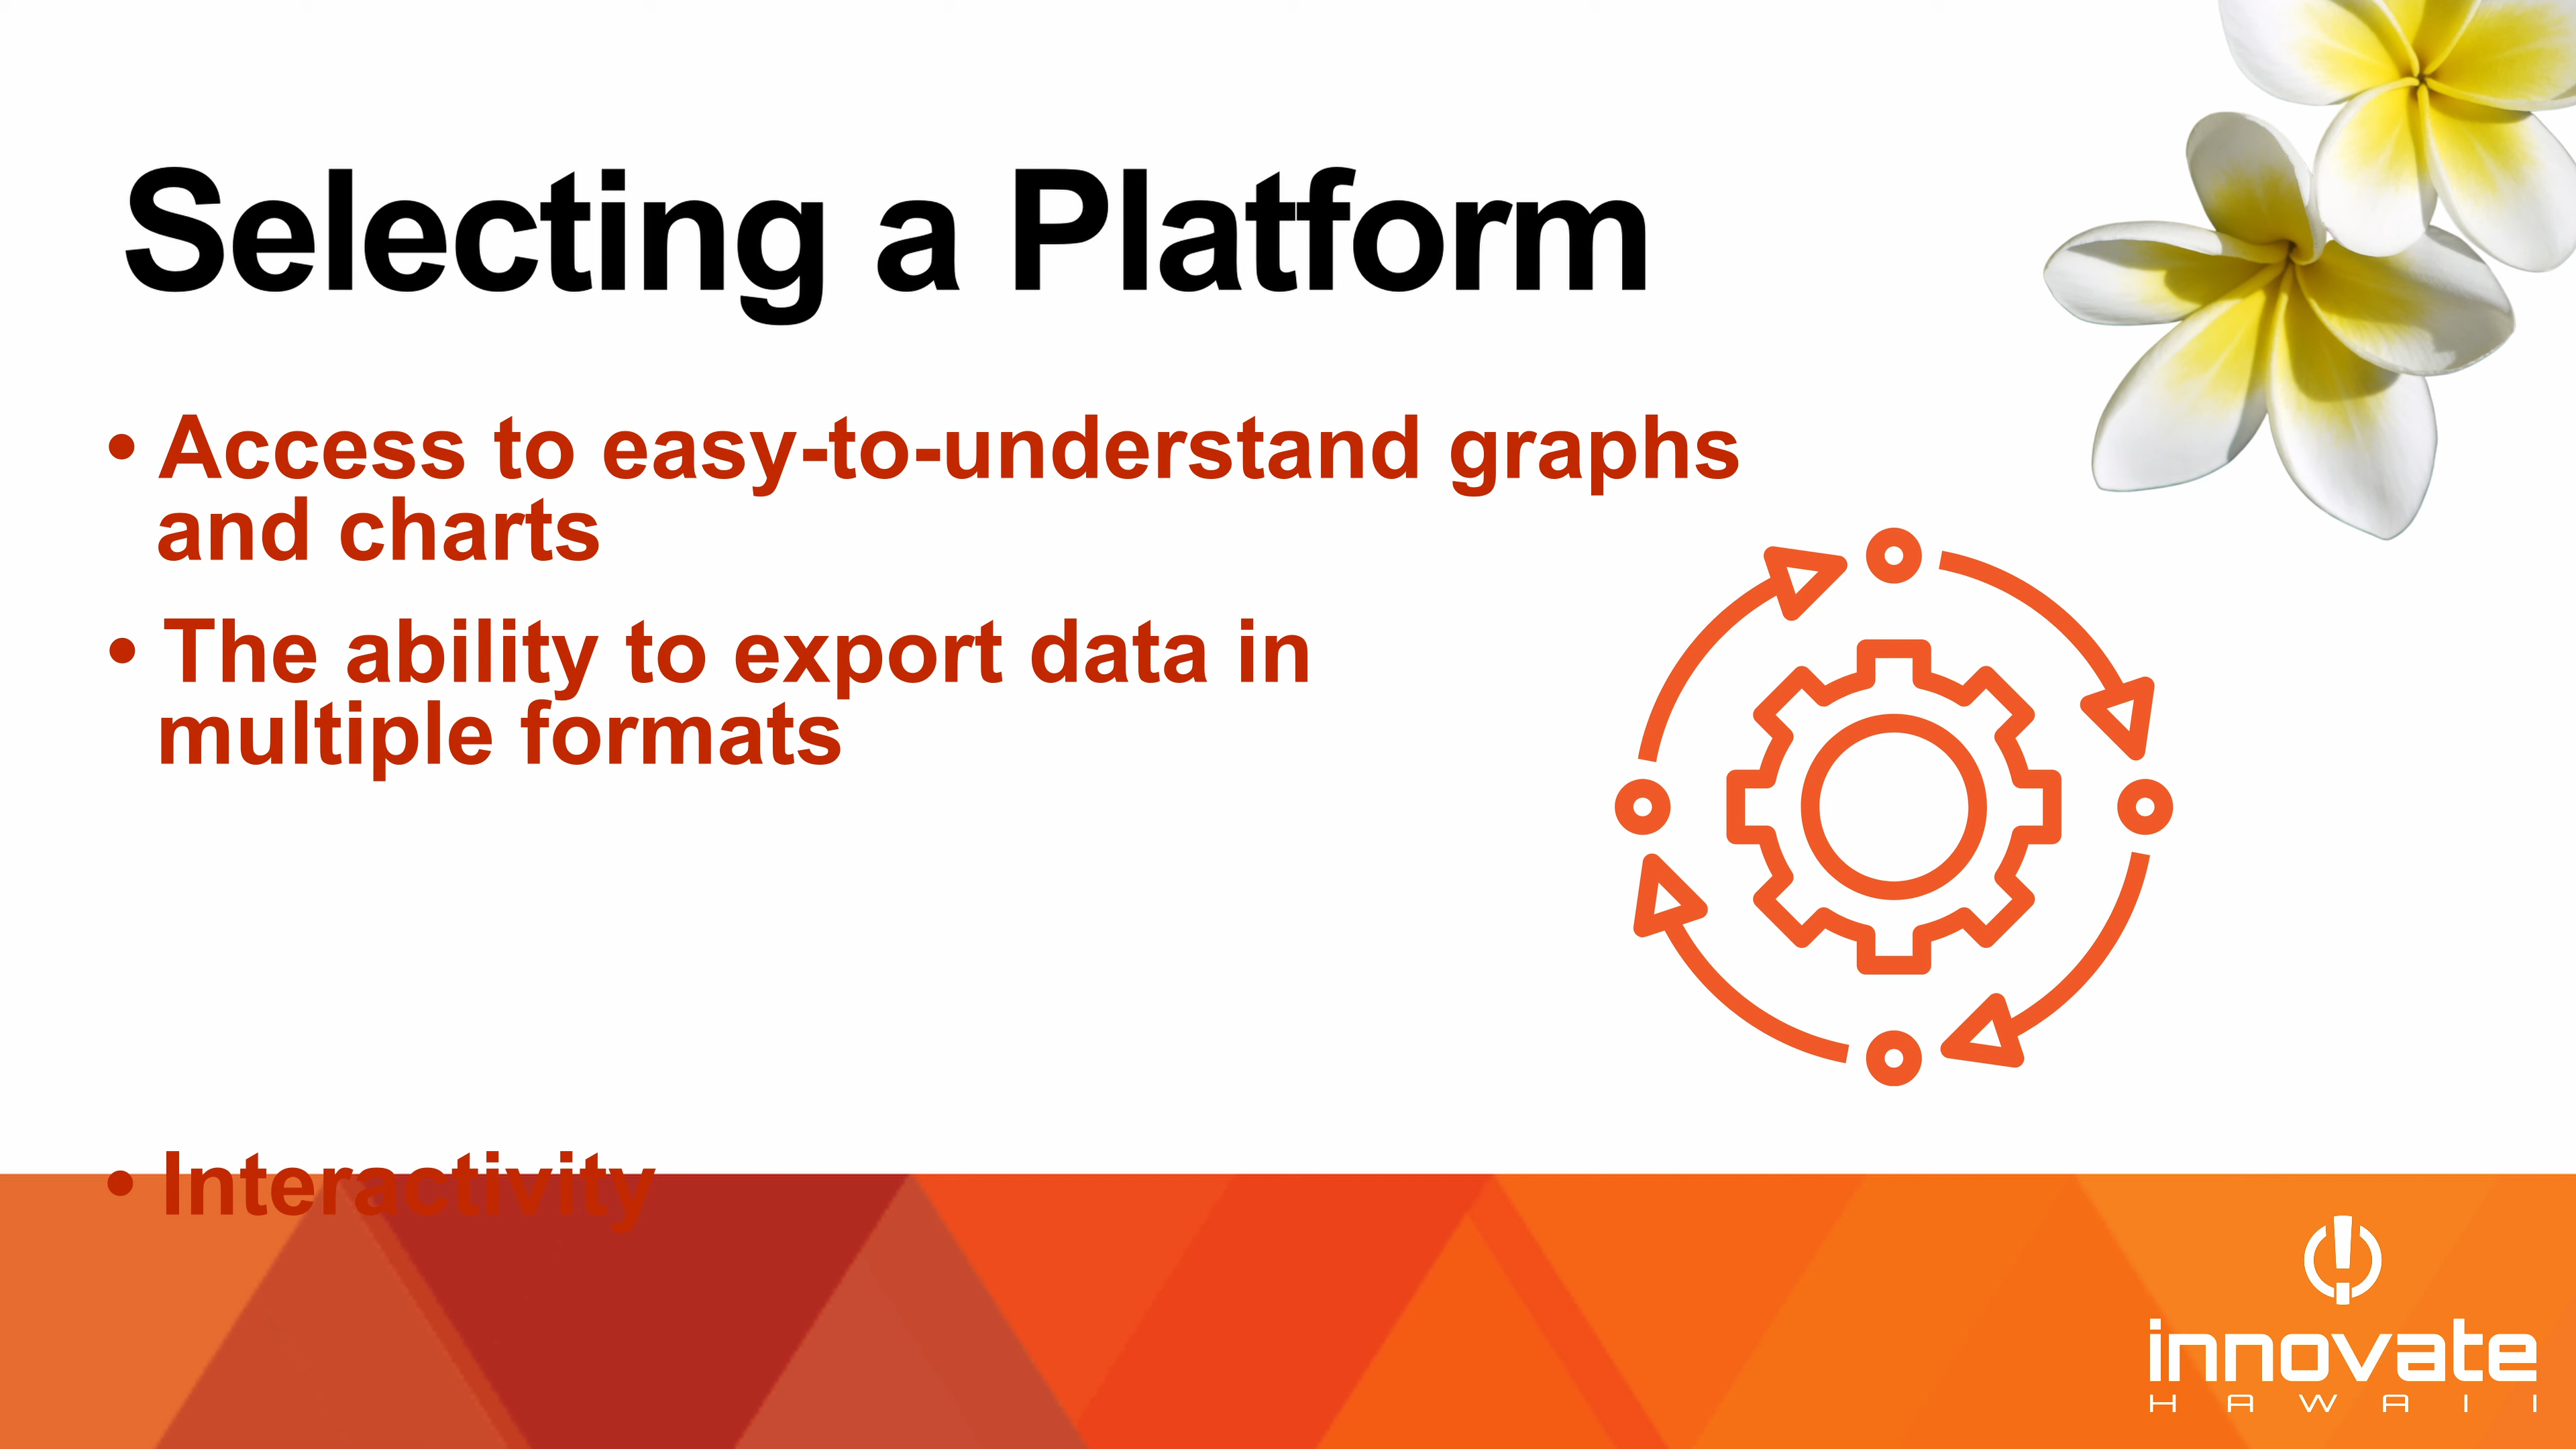 Selecting a Platform
• Access to easy-to-understand graphs
and charts
• The ability to export data in
multiple formats
• Interactivity
innovate
HAWAII